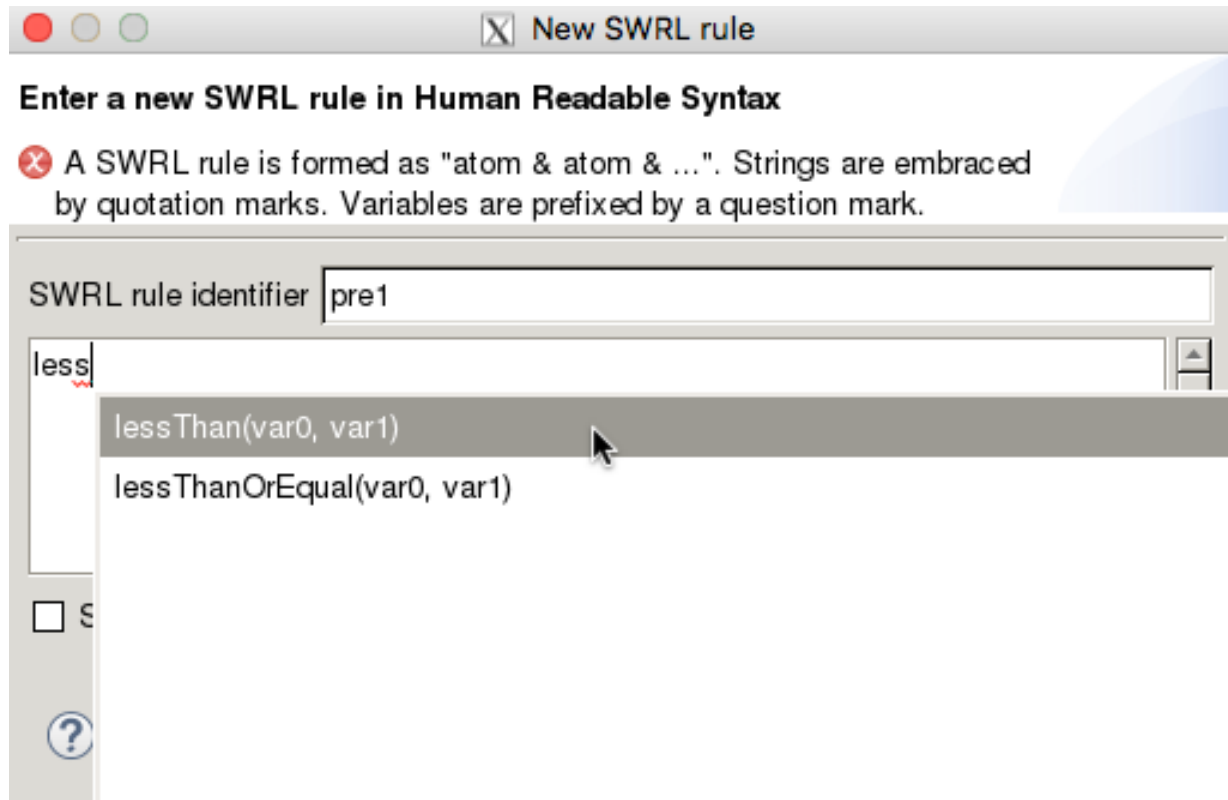 New SWRL rule
Enter a new SWRL rule in Human Readable Syntax
A SWRL rule is formed as "atom & atom & ...". Strings are embraced
by quotation marks. Variables are prefixed by a question mark.
SWRL rule identifier pre1
less
lessThan(var0, var1)
lessThanOrEqual(var0, var1)
S
?